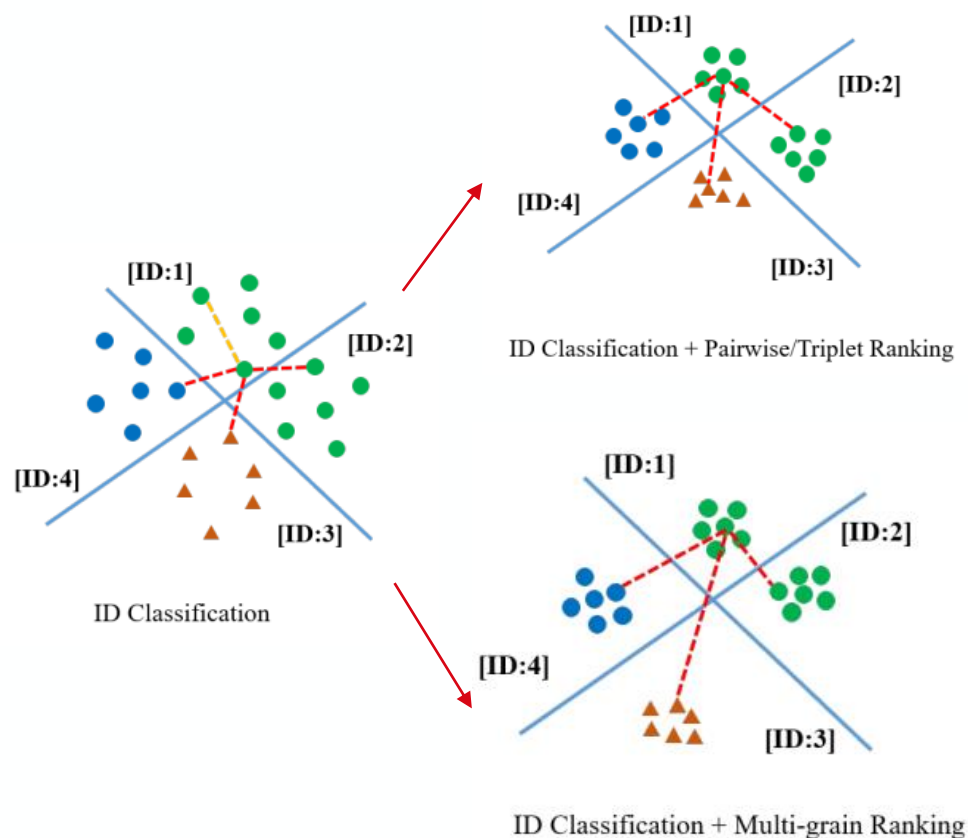 [ID:1]
[ID:2]
[ID:4]
[ID:3]
ID Classification + Pairwise/Triplet Ranking
[ID:1]
[ID:2]
[ID:4]
[ID:3]
ID Classification
[ID:1]
[ID:2]
[ID:4]
[ID:3]
ID Classification + Multi-grain Ranking